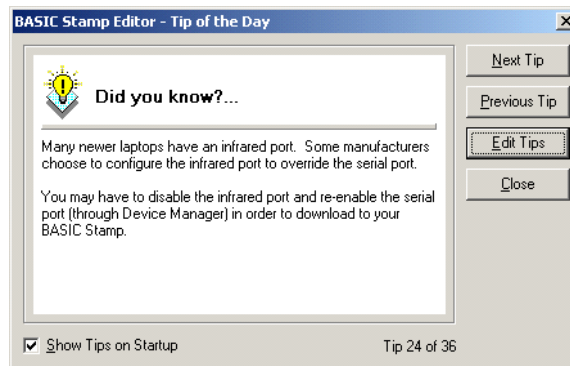 BASIC Stamp Editor - Tip of the Day
Did you know?...
Many newer laptops have an infrared port. Some manufacturers
choose to configure the infrared port to override the serial port.
You may have to disable the infrared port and re-enable the serial
port (through Device Manager) in order to download to your
BASIC Stamp.
Next Tip
Previous Tip
Edit Tips
Close
Show Tips on Startup
Tip 24 of 36